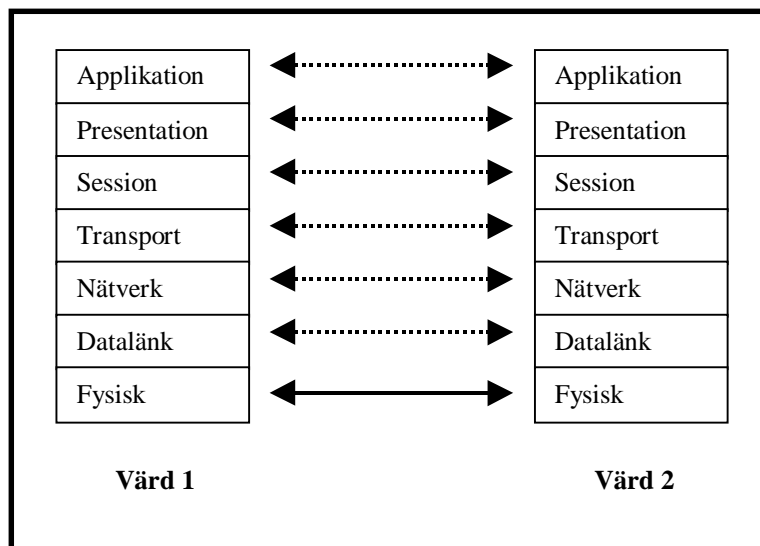 Applikation
Presentation
Session
Transport
Nätverk
Datalänk
Fysisk
Värd 1
Applikation
Presentation
Session
Transport
Nätverk
Datalänk
Fysisk
Värd 2